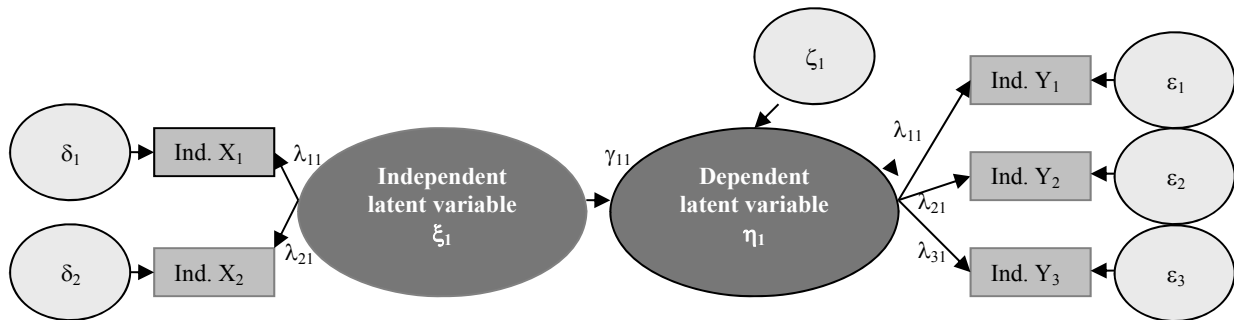 δ₁
Ind. X₁
λ₁₁
δ₂
Ind. X₂
λ₂₁
Independent
latent variable
ξ₁
γ₁₁
ζ₁
Dependent
latent variable
η₁
λ₁₁
Ind. Y₁
ε₁
λ₂₁
Ind. Y₂
ε₂
λ₃₁
Ind. Y₃
ε₃